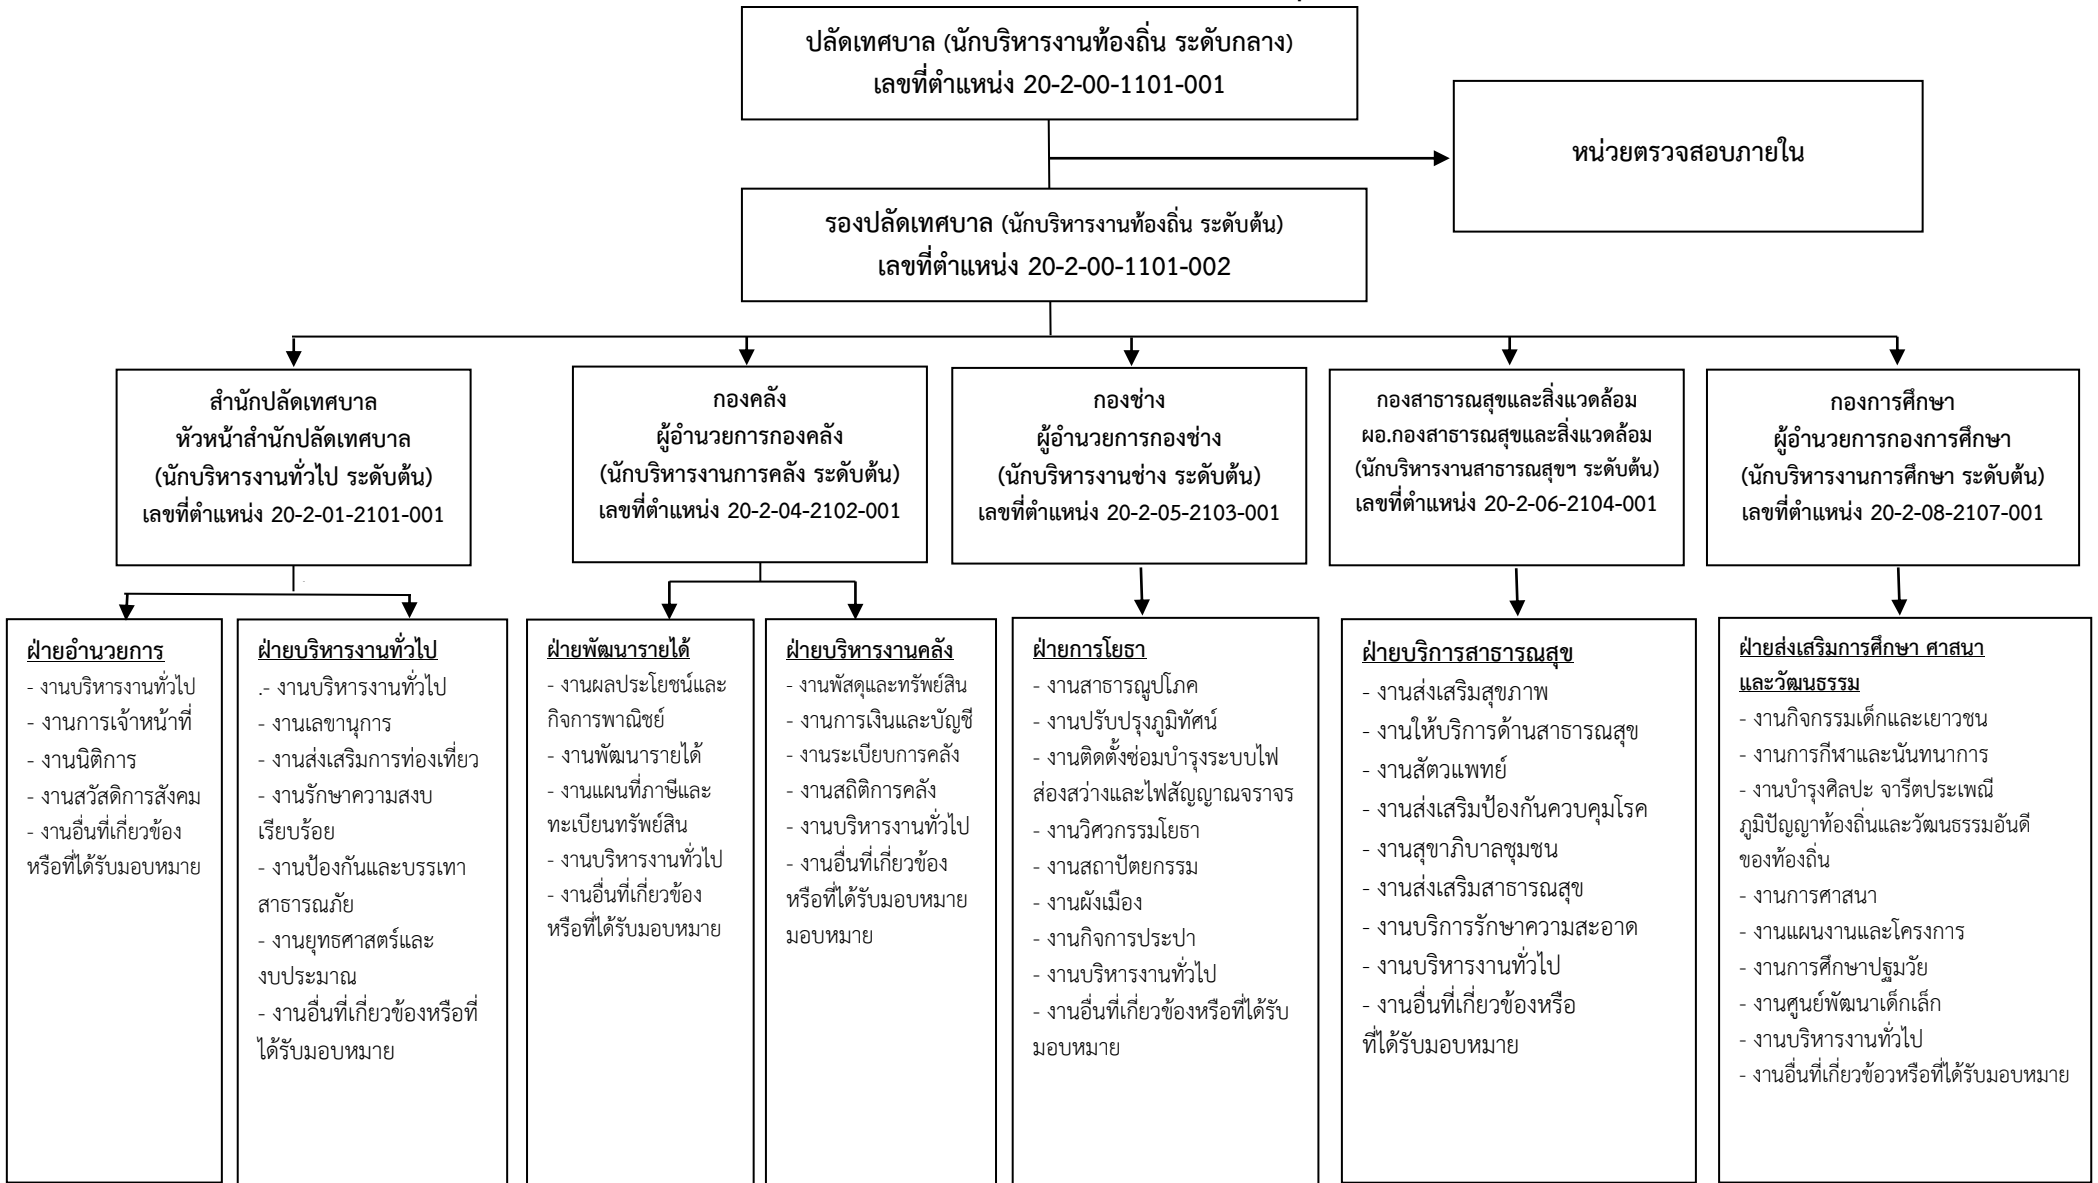 ปลัดเทศบาล (นักบริหารงานท้องถิ่น ระดับกลาง)
เลขที่ตำแหน่ง 20-2-00-1101-001
หน่วยตรวจสอบภายใน
รองปลัดเทศบาล (นักบริหารงานท้องถิ่น ระดับต้น)
เลขที่ตำแหน่ง 20-2-00-1101-002
สำนักปลัดเทศบาล
หัวหน้าสำนักปลัดเทศบาล
(นักบริหารงานทั่วไป ระดับต้น)
เลขที่ตำแหน่ง 20-2-01-2101-001
กองคลัง
ผู้อำนวยการกองคลัง
(นักบริหารงานการคลัง ระดับต้น)
เลขที่ตำแหน่ง 20-2-04-2102-001
กองช่าง
ผู้อำนวยการกองช่าง
(นักบริหารงานช่าง ระดับต้น)
เลขที่ตำแหน่ง 20-2-05-2103-001
กองสาธารณสุขและสิ่งแวดล้อม
ผอ.กองสาธารณสุขและสิ่งแวดล้อม
(นักบริหารงานสาธารณสุขฯ ระดับต้น)
เลขที่ตำแหน่ง 20-2-06-2104-001
กองการศึกษา
ผู้อำนวยการกองการศึกษา
(นักบริหารงานการศึกษา ระดับต้น)
เลขที่ตำแหน่ง 20-2-08-2107-001
ฝ่ายอำนวยการ
- งานบริหารงานทั่วไป
- งานการเจ้าหน้าที่
- งานนิติการ
- งานสวัสดิการสังคม
- งานอื่นที่เกี่ยวข้อง
หรือที่ได้รับมอบหมาย
ฝ่ายบริหารงานทั่วไป
.- งานบริหารงานทั่วไป
- งานเลขานุการ
- งานส่งเสริมการท่องเที่ยว
- งานรักษาความสงบ
เรียบร้อย
- งานป้องกันและบรรเทา
สาธารณภัย
- งานยุทธศาสตร์และ
งบประมาณ
- งานอื่นที่เกี่ยวข้องหรือที่
ได้รับมอบหมาย
ฝ่ายพัฒนารายได้
- งานผลประโยชน์และ
กิจการพาณิชย์
- งานพัฒนารายได้
- งานแผนที่ภาษีและ
ทะเบียนทรัพย์สิน
- งานบริหารงานทั่วไป
- งานอื่นที่เกี่ยวข้อง
หรือที่ได้รับมอบหมาย
ฝ่ายบริหารงานคลัง
- งานพัสดุและทรัพย์สิน
- งานการเงินและบัญชี
- งานระเบียบการคลัง
- งานสถิติการคลัง
- งานบริหารงานทั่วไป
- งานอื่นที่เกี่ยวข้อง
หรือที่ได้รับมอบหมาย
มอบหมาย
ฝ่ายการโยธา
- งานสาธารณูปโภค
- งานปรับปรุงภูมิทัศน์
- งานติดตั้งซ่อมบำรุงระบบไฟ
ส่องสว่างและไฟสัญญาณจราจร
- งานวิศวกรรมโยธา
- งานสถาปัตยกรรม
- งานผังเมือง
- งานกิจการประปา
- งานบริหารงานทั่วไป
- งานอื่นที่เกี่ยวข้องหรือที่ได้รับ
มอบหมาย
ฝ่ายบริการสาธารณสุข
- งานส่งเสริมสุขภาพ
- งานให้บริการด้านสาธารณสุข
- งานสัตวแพทย์
- งานส่งเสริมป้องกันควบคุมโรค
- งานสุขาภิบาลชุมชน
- งานส่งเสริมสาธารณสุข
- งานบริการรักษาความสะอาด
- งานบริหารงานทั่วไป
- งานอื่นที่เกี่ยวข้องหรือ
ที่ได้รับมอบหมาย
ฝ่ายส่งเสริมการศึกษา ศาสนา
และวัฒนธรรม
- งานกิจกรรมเด็กและเยาวชน
- งานการกีฬาและนันทนาการ
- งานบำรุงศิลปะ จารีตประเพณี
ภูมิปัญญาท้องถิ่นและวัฒนธรรมอันดี
ของท้องถิ่น
- งานการศาสนา
- งานแผนงานและโครงการ
- งานการศึกษาปฐมวัย
- งานศูนย์พัฒนาเด็กเล็ก
- งานบริหารงานทั่วไป
- งานอื่นที่เกี่ยวข้อวหรือที่ได้รับมอบหมาย